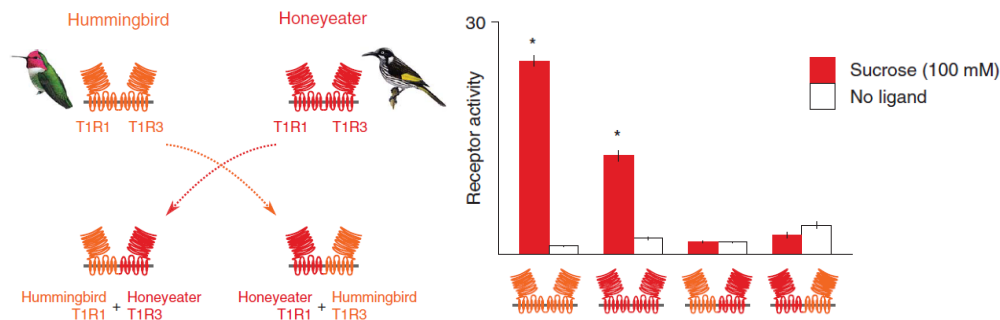 Hummingbird
Honeyeater
T1R1 T1R3
T1R1 T1R3
Hummingbird + Honeyeater
T1R1 T1R3
Honeyeater + Hummingbird
T1R1 T1R3
30
Receptor activity
*
*
Sucrose (100 mM)
No ligand